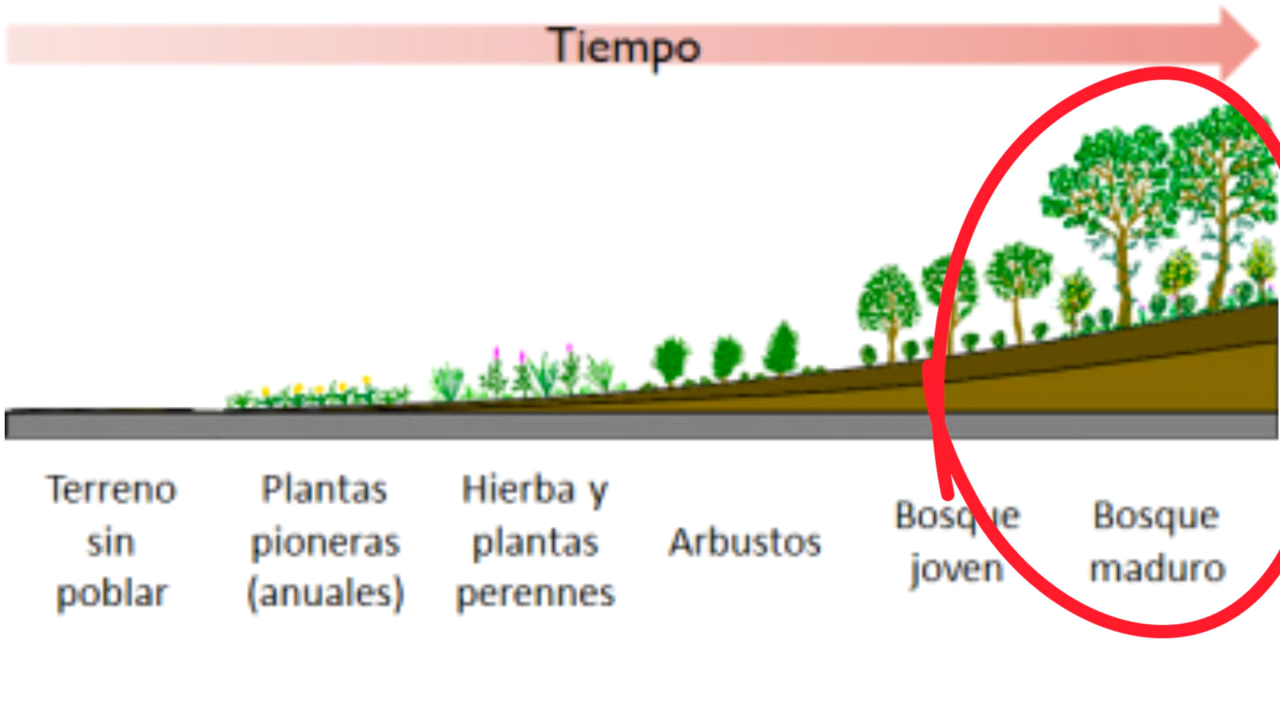 Tiempo
Terreno
sin
poblar
Plantas
pioneras
(anuales)
Hierba y
plantas
perennes
Arbustos
Bosque
joven
Bosque
maduro